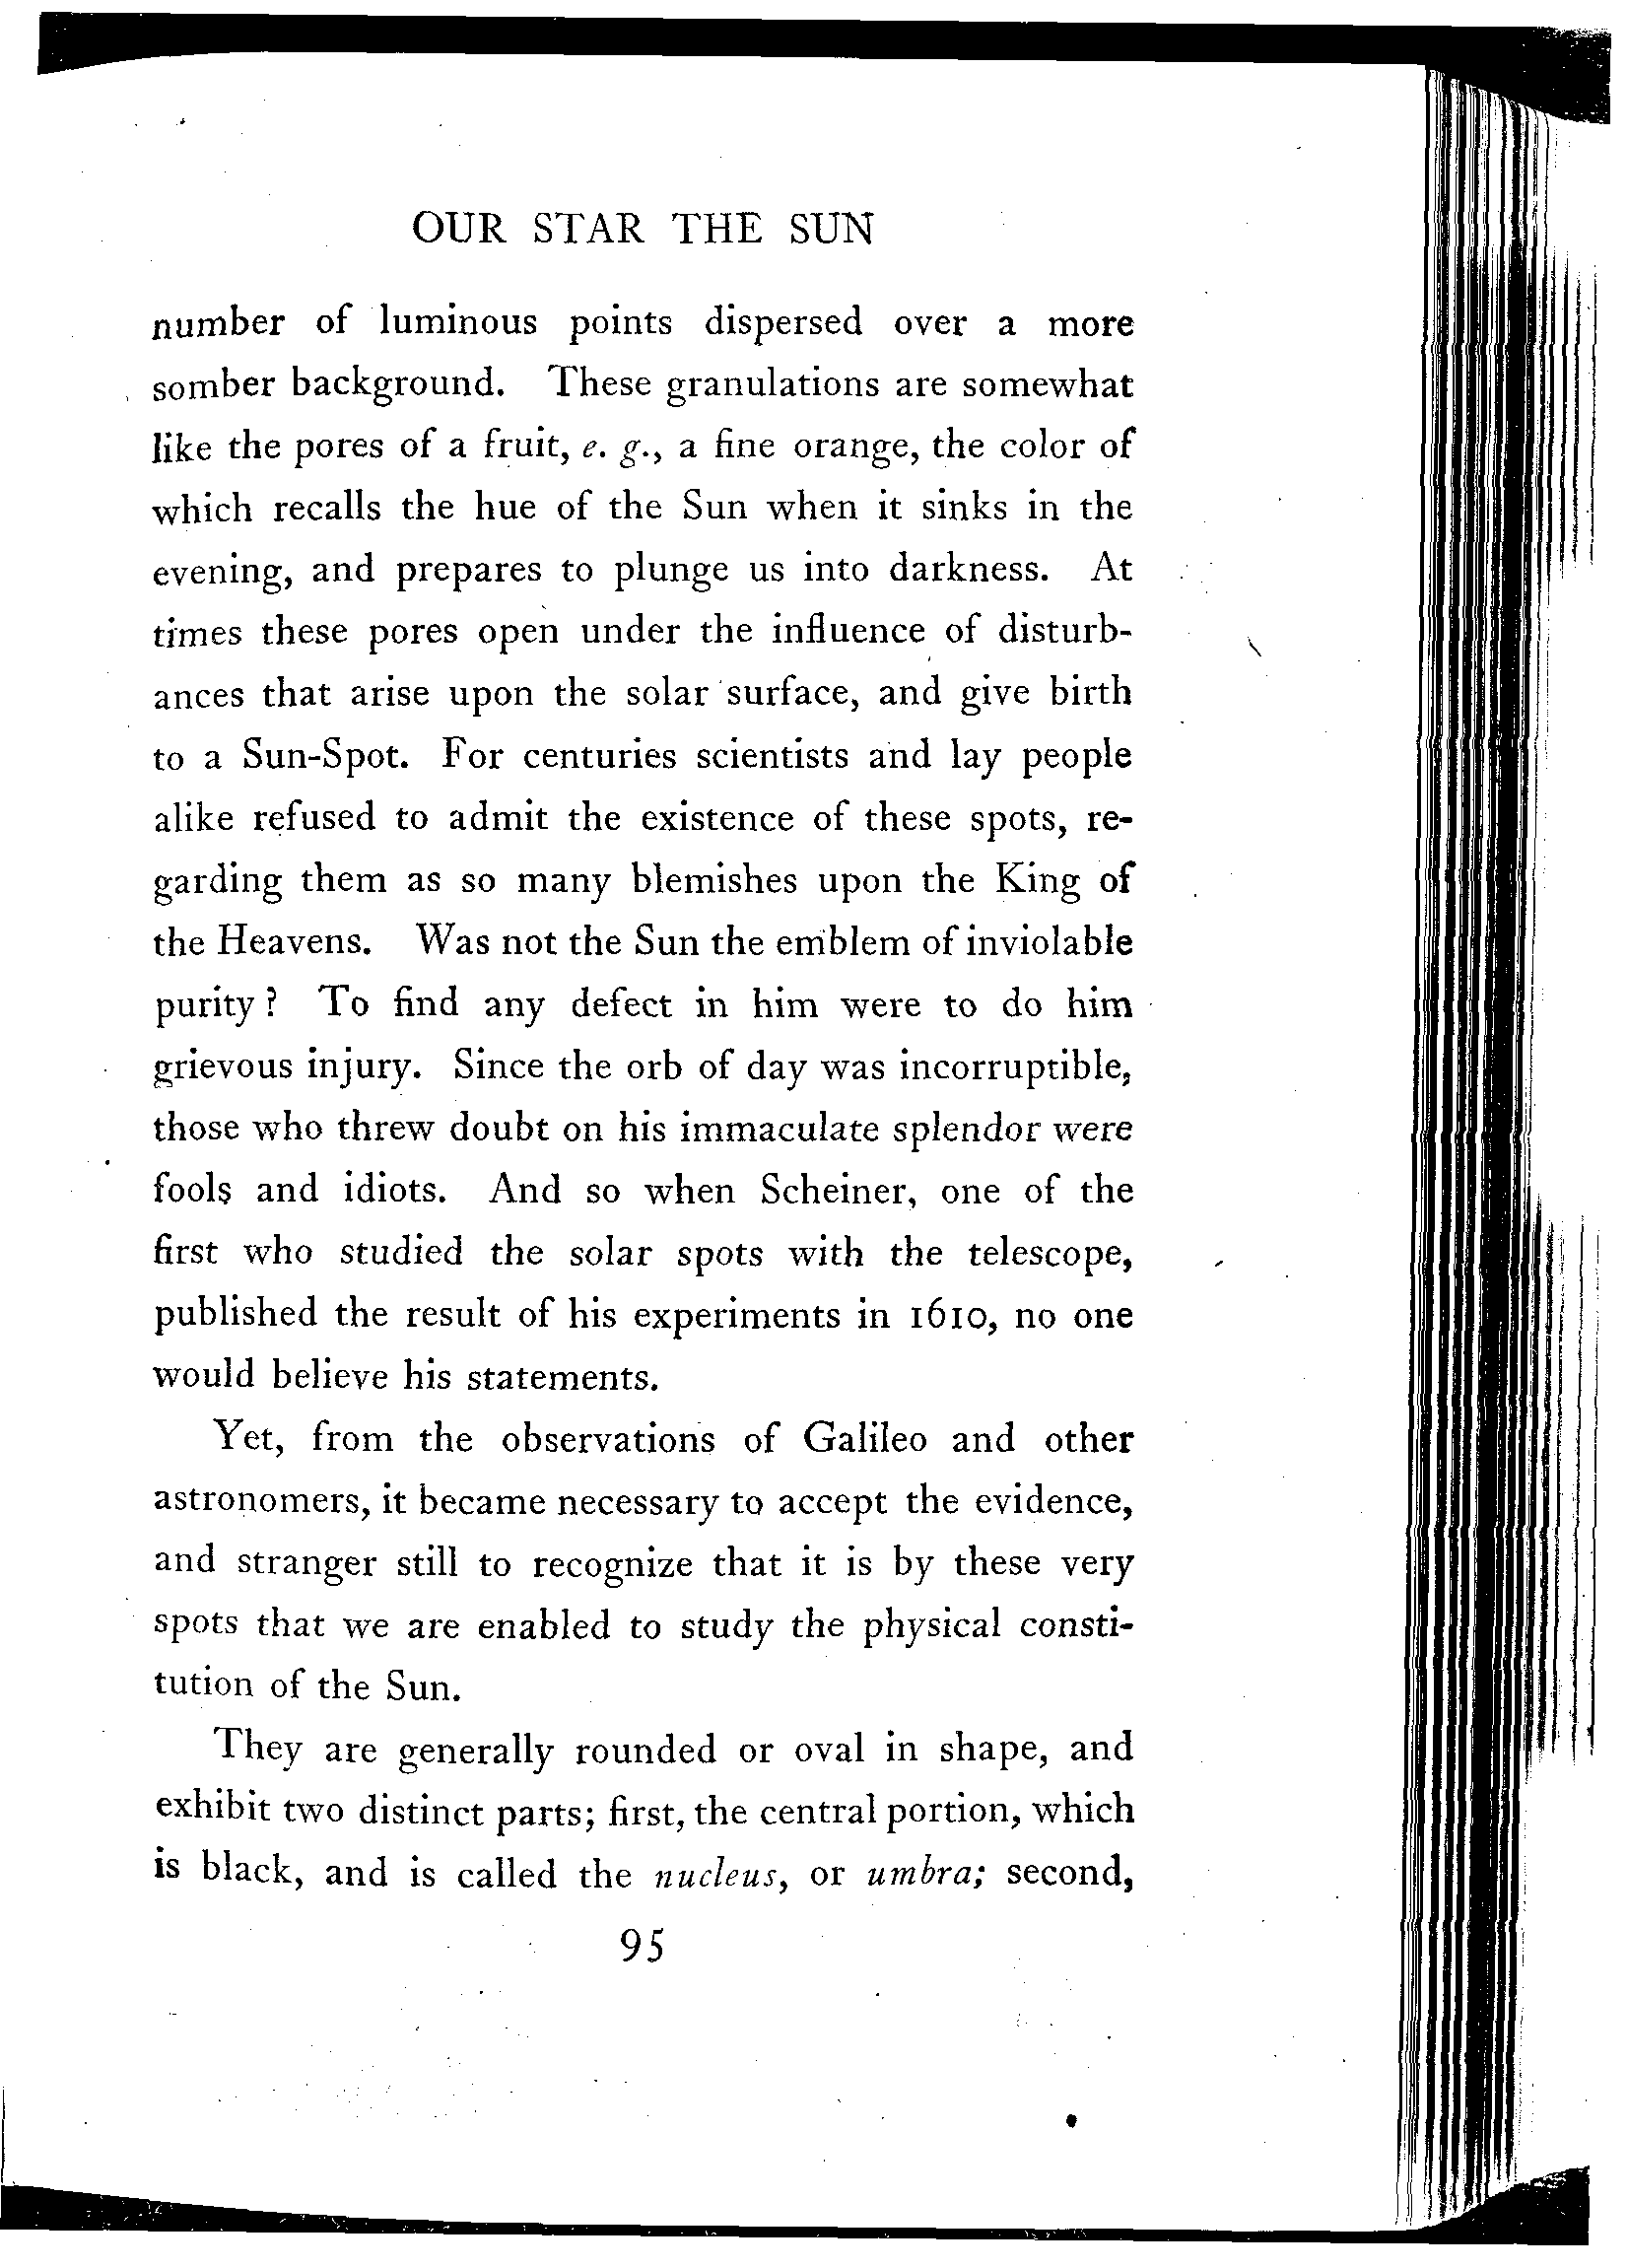 OUR STAR THE SUN
number of luminous points dispersed over a more
somber background. These granulations are somewhat
like the pores of a fruit, e. g., a fine orange, the color of
which recalls the hue of the Sun when it sinks in the
evening, and prepares to plunge us into darkness. At
times these pores open under the influence of disturb-
ances that arise upon the solar surface, and give birth
to a Sun-Spot. For centuries scientists and lay people
alike refused to admit the existence of these spots, re-
garding them as so many blemishes upon the King of
the Heavens. Was not the Sun the emblem of inviolable
purity? To find any defect in him were to do him
grievous injury. Since the orb of day was incorruptible,
those who threw doubt on his immaculate splendor were
fools and idiots. And so when Scheiner, one of the
first who studied the solar spots with the telescope,
published the result of his experiments in 1610, no one
would believe his statements.
Yet, from the observations of Galileo and other
astronomers, it became necessary to accept the evidence,
and stranger still to recognize that it is by these very
spots that we are enabled to study the physical consti-
tution of the Sun.
They are generally rounded or oval in shape, and
exhibit two distinct parts; first, the central portion, which
is black, and is called the nucleus, or umbra; second,
95